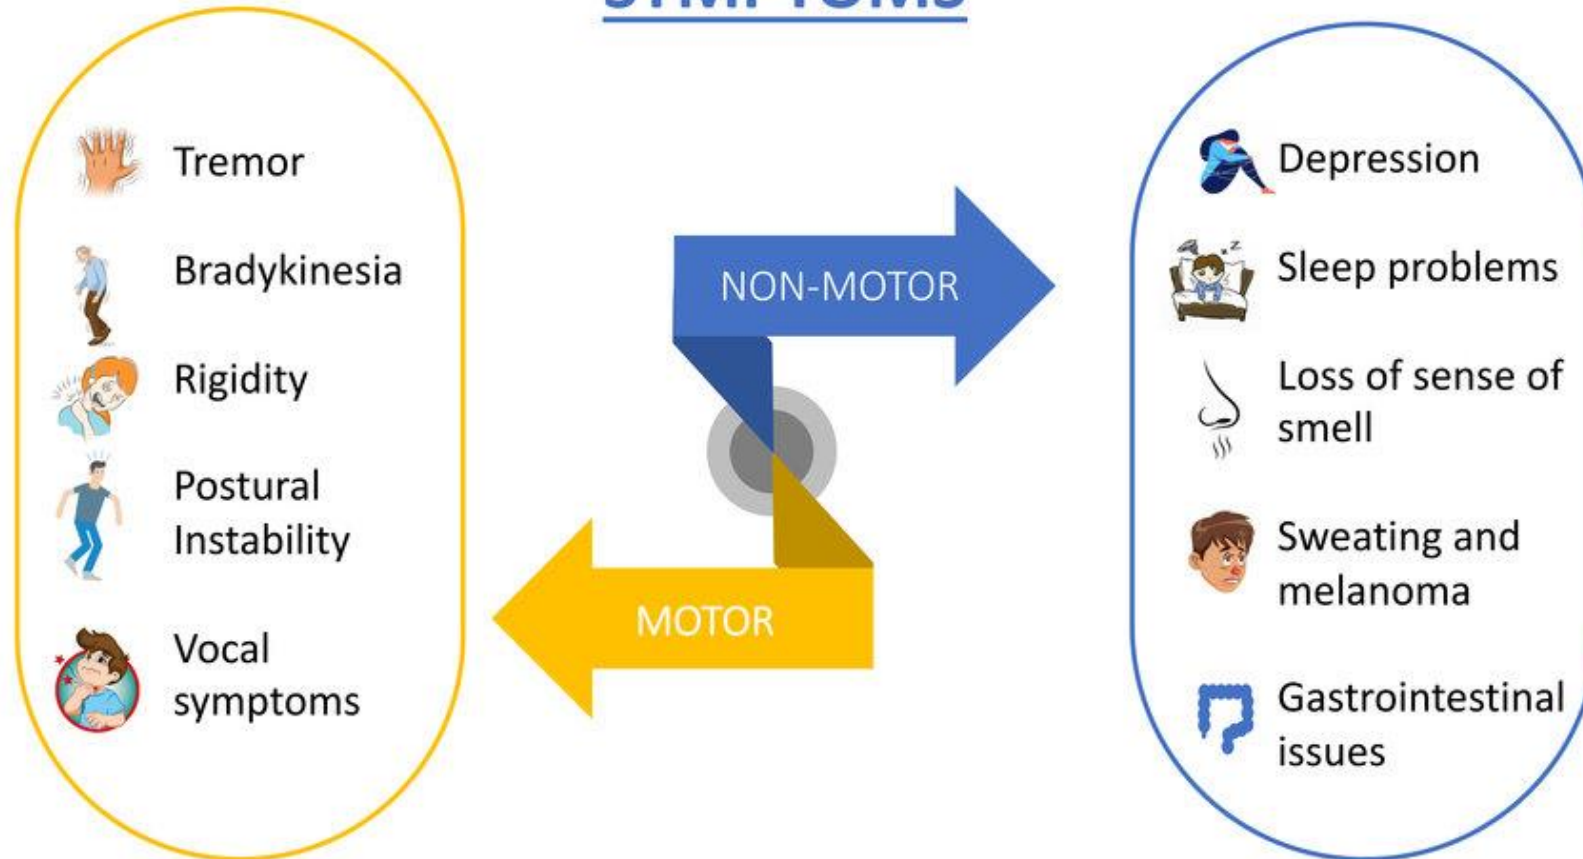 SYMPTOMS
Tremor
Bradykinesia
Rigidity
Postural
Instability
Vocal
symptoms
NON-MOTOR
MOTOR
Depression
Sleep problems
Loss of sense of
smell
Sweating and
melanoma
Gastrointestinal
issues